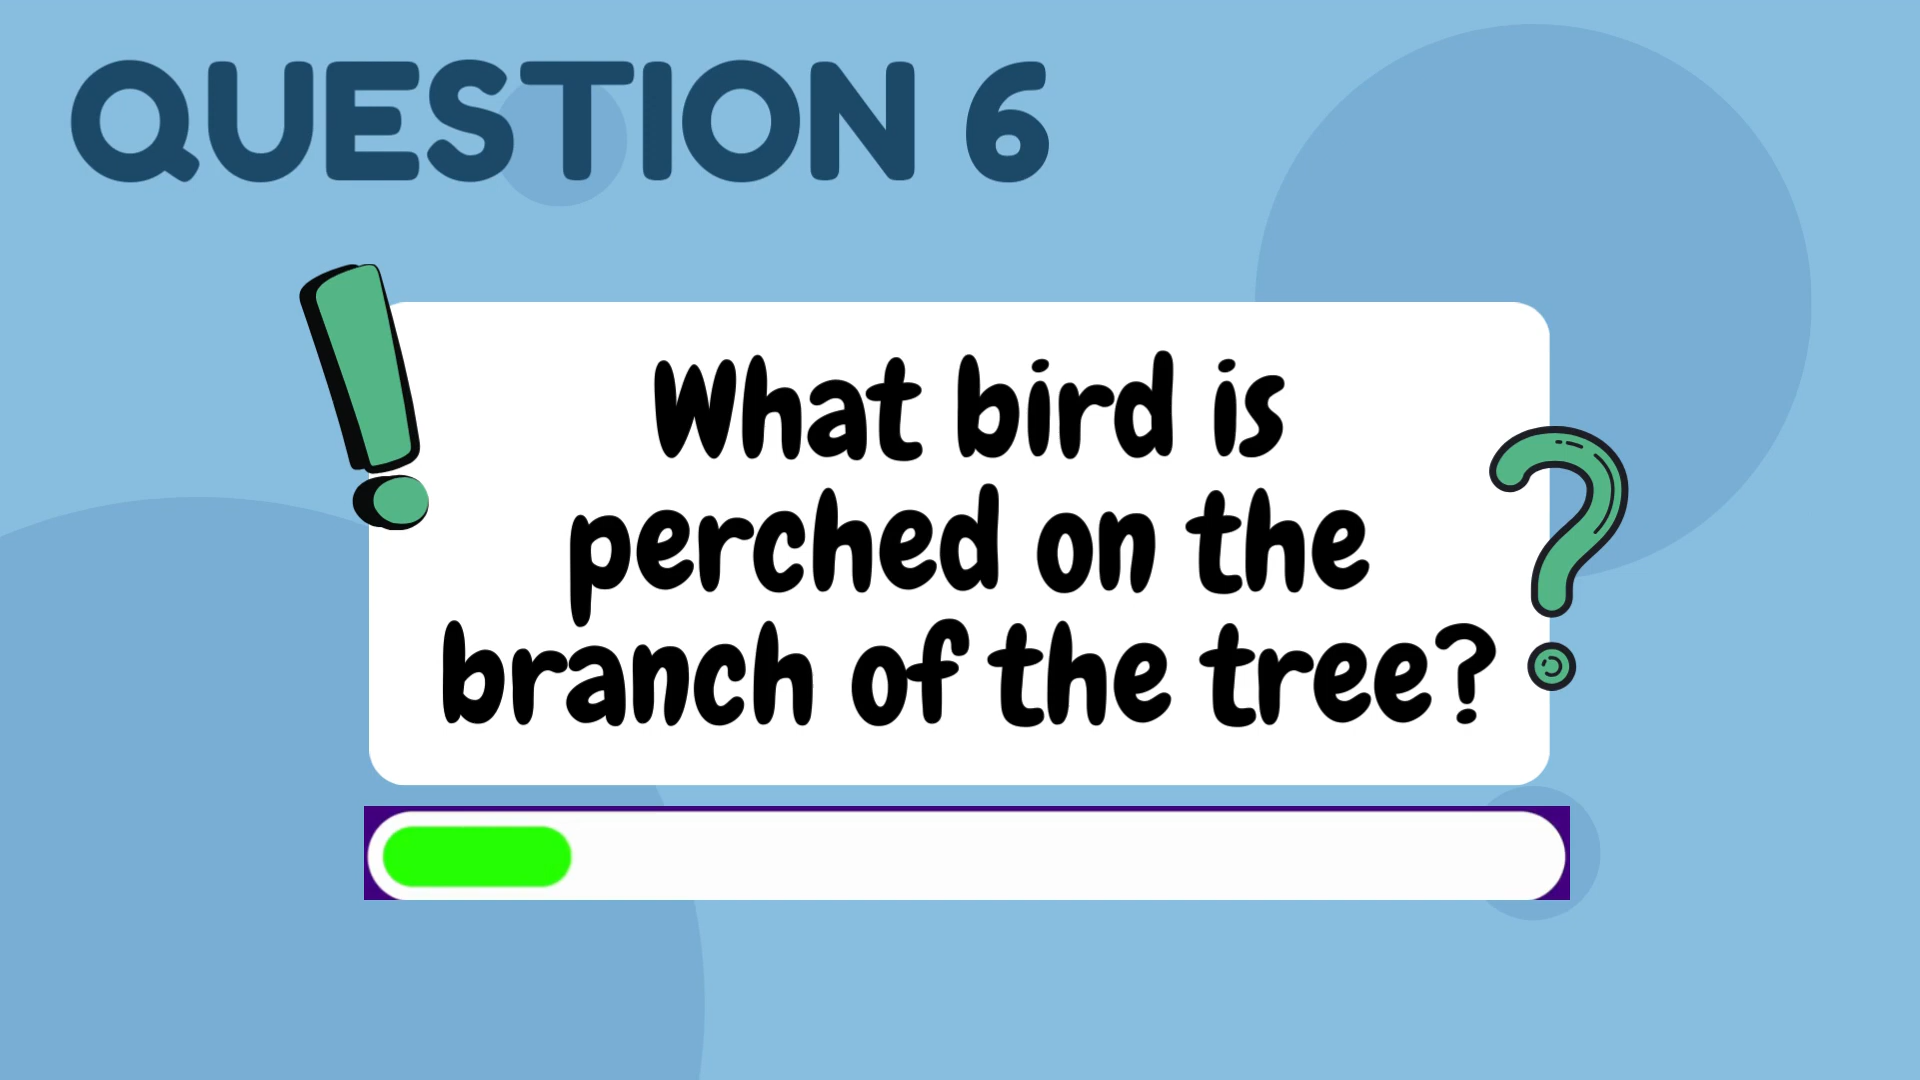 QUESTION 6
What bird is
perched on the
branch of the tree?